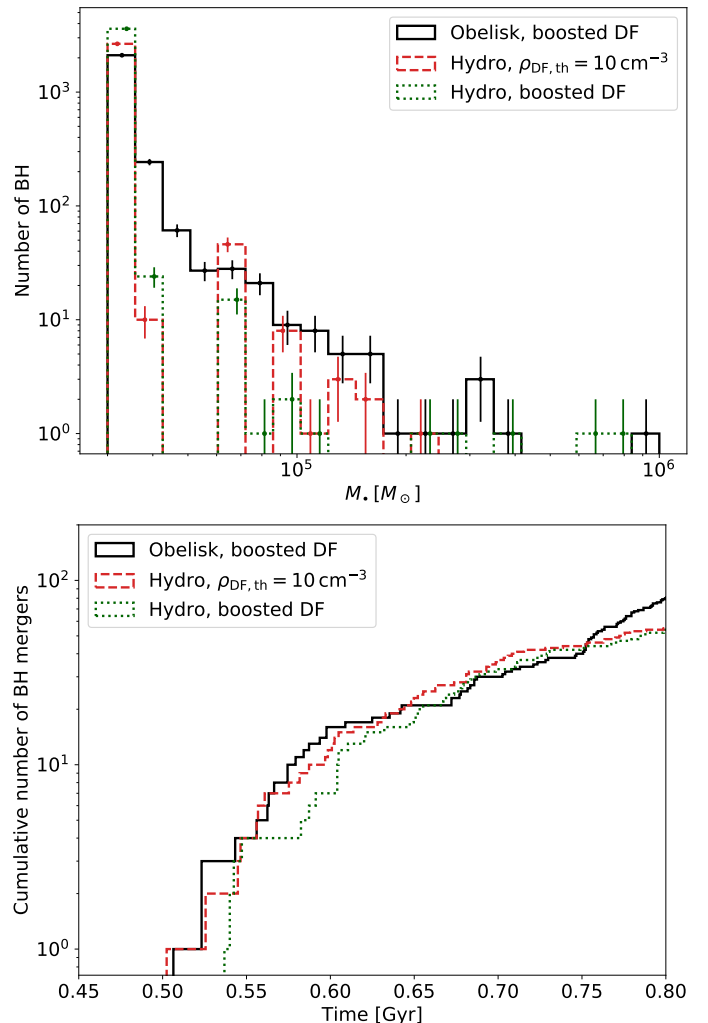 Obelisk, boosted DF
Hydro, ρ_DF,th = 10 cm⁻³
Hydro, boosted DF
10³
10²
10¹
10⁰
Number of BH
10⁵
10⁶
M• [M⊙]
Obelisk, boosted DF
Hydro, ρ_DF,th = 10 cm⁻³
Hydro, boosted DF
10²
10¹
10⁰
Cumulative number of BH mergers
0.45 0.50 0.55 0.60 0.65 0.70 0.75 0.80
Time [Gyr]